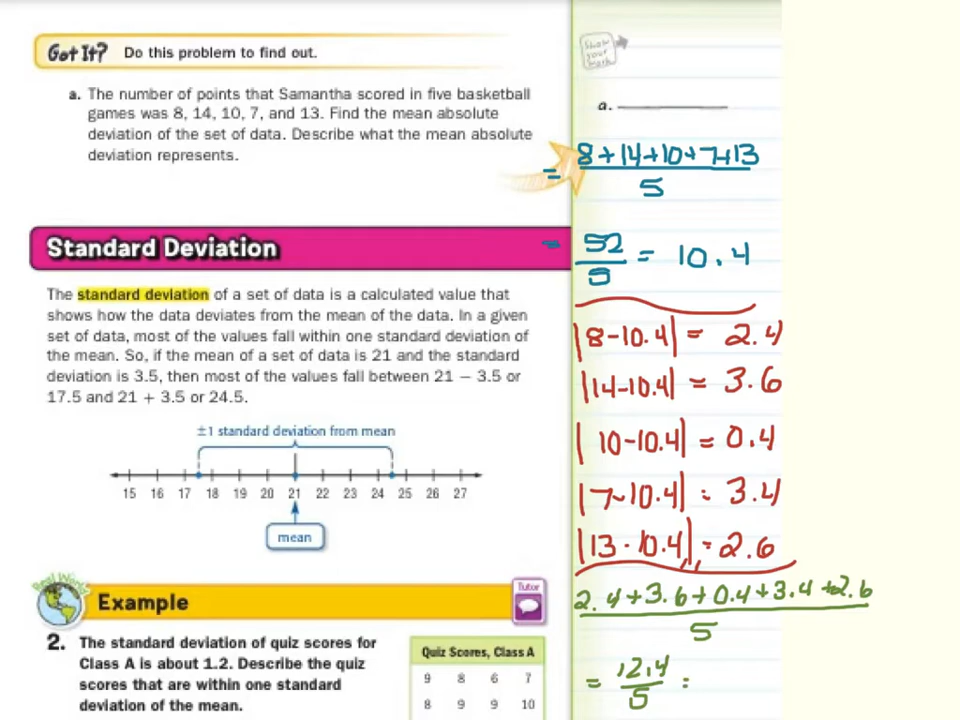 Got It? Do this problem to find out.
Show your math
a. The number of points that Samantha scored in five basketball
games was 8, 14, 10, 7, and 13. Find the mean absolute
deviation of the set of data. Describe what the mean absolute
deviation represents.
a. __________
= 8+14+10+7+13
5
= 52/5 = 10.4
|8-10.4| = 2.4
|14-10.4| = 3.6
|10-10.4| = 0.4
|7-10.4| = 3.4
|13-10.4| = 2.6
2.4+3.6+0.4+3.4+2.6
5
= 12.4/5 =
Standard Deviation
The standard deviation of a set of data is a calculated value that
shows how the data deviates from the mean of the data. In a given
set of data, most of the values fall within one standard deviation of
the mean. So, if the mean of a set of data is 21 and the standard
deviation is 3.5, then most of the values fall between 21 − 3.5 or
17.5 and 21 + 3.5 or 24.5.
±1 standard deviation from mean
15 16 17 18 19 20 21 22 23 24 25 26 27
mean
Real World
Example
Tutor
2. The standard deviation of quiz scores for
Class A is about 1.2. Describe the quiz
scores that are within one standard
deviation of the mean.
Quiz Scores, Class A
9 8 6 7
8 9 9 10